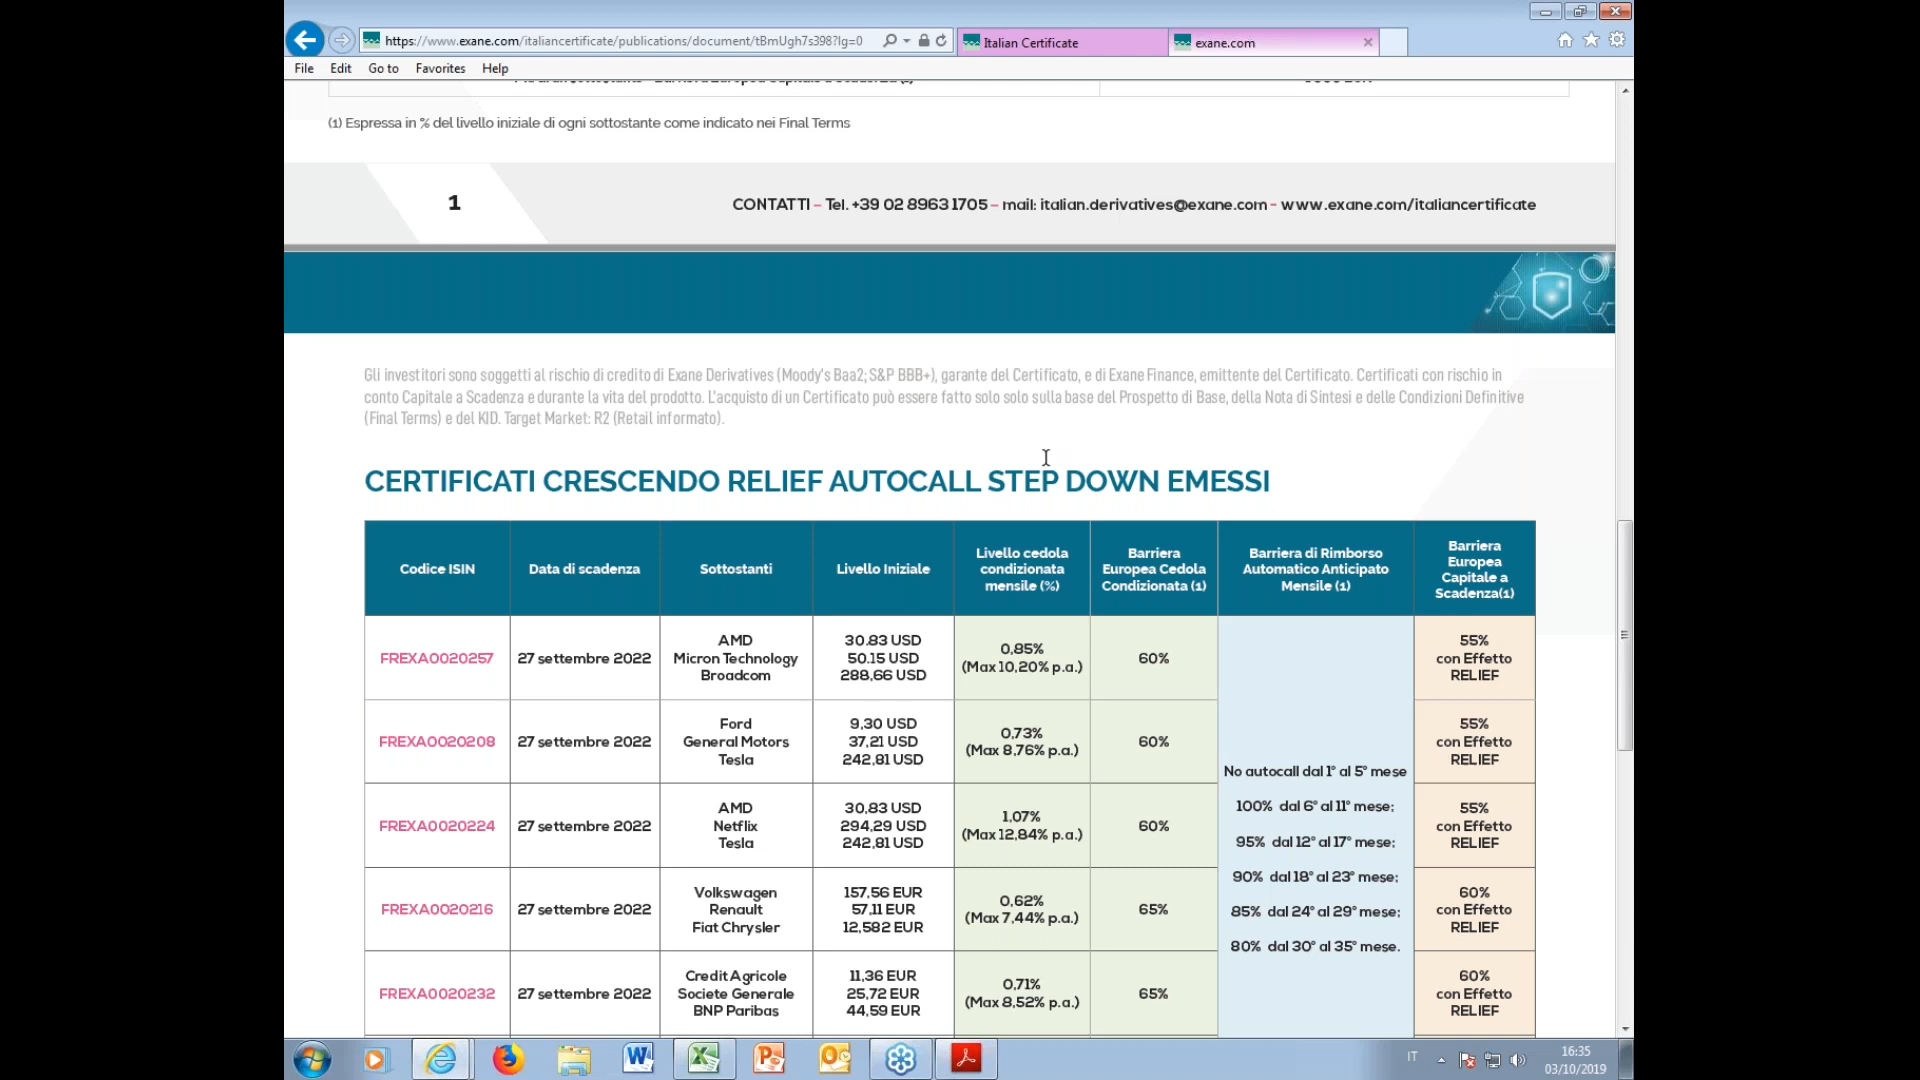 https://www.exane.com/italiancertificate/publications/document/tBmUgh7s398?lg=0
Italian Certificate
exane.com
File Edit Go to Favorites Help
(1) Espressa in % del livello iniziale di ogni sottostante come indicato nei Final Terms
1
CONTATTI – Tel. +39 02 8963 1705 – mail: italian.derivatives@exane.com - www.exane.com/italiancertificate
Gli investitori sono soggetti al rischio di credito di Exane Derivatives (Moody's Baa2; S&P BBB+), garante del Certificato, e di Exane Finance, emittente del Certificato. Certificati con rischio in
conto Capitale a Scadenza e durante la vita del prodotto. L'acquisto di un Certificato può essere fatto solo solo sulla base del Prospetto di Base, della Nota di Sintesi e delle Condizioni Definitive
(Final Terms) e del KID. Target Market: R2 (Retail informato).
CERTIFICATI CRESCENDO RELIEF AUTOCALL STEP DOWN EMESSI
Codice ISIN
Data di scadenza
Sottostanti
Livello Iniziale
Livello cedola
condizionata
mensile (%)
Barriera
Europea Cedola
Condizionata (1)
Barriera di Rimborso
Automatico Anticipato
Mensile (1)
Barriera
Europea
Capitale a
Scadenza(1)
FREXA0020257
27 settembre 2022
AMD
Micron Technology
Broadcom
30.83 USD
50.15 USD
288,66 USD
0,85%
(Max 10,20% p.a.)
60%
55%
con Effetto
RELIEF
FREXA0020208
27 settembre 2022
Ford
General Motors
Tesla
9,30 USD
37,21 USD
242,81 USD
0,73%
(Max 8,76% p.a.)
60%
55%
con Effetto
RELIEF
FREXA0020224
27 settembre 2022
AMD
Netflix
Tesla
30,83 USD
294,29 USD
242,81 USD
1,07%
(Max 12,84% p.a.)
60%
55%
con Effetto
RELIEF
FREXA0020216
27 settembre 2022
Volkswagen
Renault
Fiat Chrysler
157,56 EUR
57,11 EUR
12,582 EUR
0,62%
(Max 7,44% p.a.)
65%
60%
con Effetto
RELIEF
FREXA0020232
27 settembre 2022
Credit Agricole
Societe Generale
BNP Paribas
11,36 EUR
25,72 EUR
44,59 EUR
0,71%
(Max 8,52% p.a.)
65%
60%
con Effetto
RELIEF
No autocall dal 1° al 5° mese
100% dal 6° al 11° mese;
95% dal 12° al 17° mese;
90% dal 18° al 23° mese;
85% dal 24° al 29° mese;
80% dal 30° al 35° mese.
IT
16:35
03/10/2019